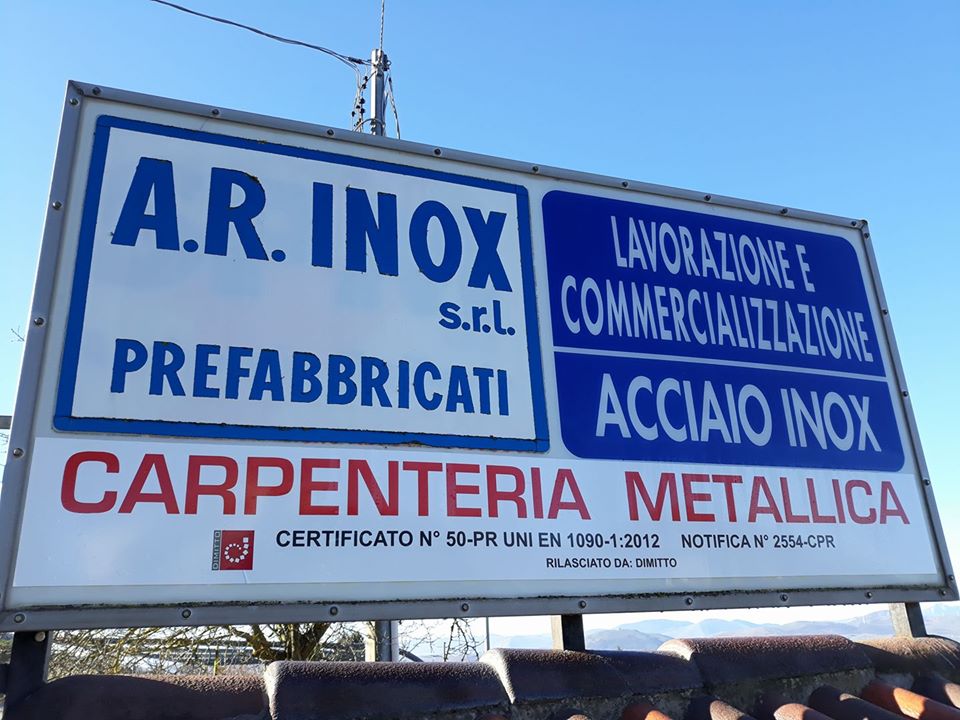 A.R. INOX
s.r.l.
PREFABBRICATI
LAVORAZIONE E
COMMERCIALIZZAZIONE
ACCIAIO INOX
CARPENTERIA METALLICA
DIMITTO
CERTIFICATO N° 50-PR UNI EN 1090-1:2012 NOTIFICA N° 2554-CPR
RILASCIATO DA: DIMITTO